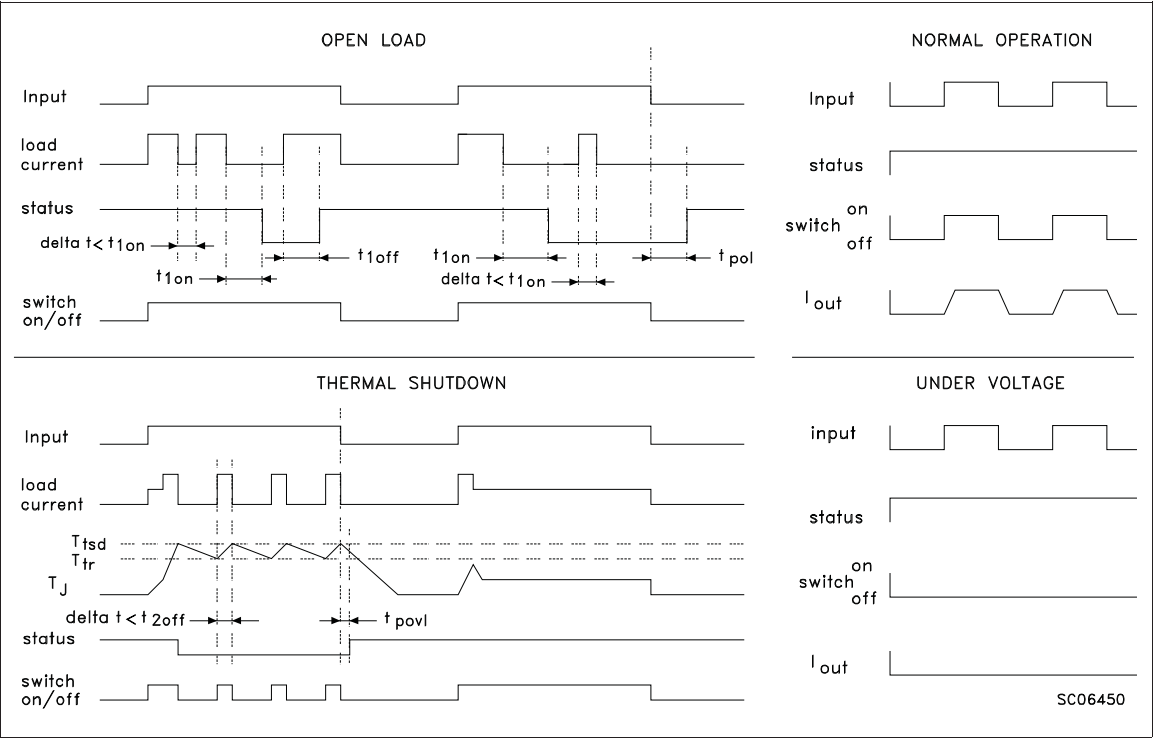 OPEN LOAD
Input
load
current
status
delta t< t1on
t1on
t1off
t1on
delta t< t1on
tpol
switch
on/off
NORMAL OPERATION
Input
status
switch on
off
Iout
THERMAL SHUTDOWN
Input
load
current
Ttsd
Ttr
TJ
delta t< t2off
tpovl
status
switch
on/off
UNDER VOLTAGE
input
status
switch on
off
Iout
SC06450